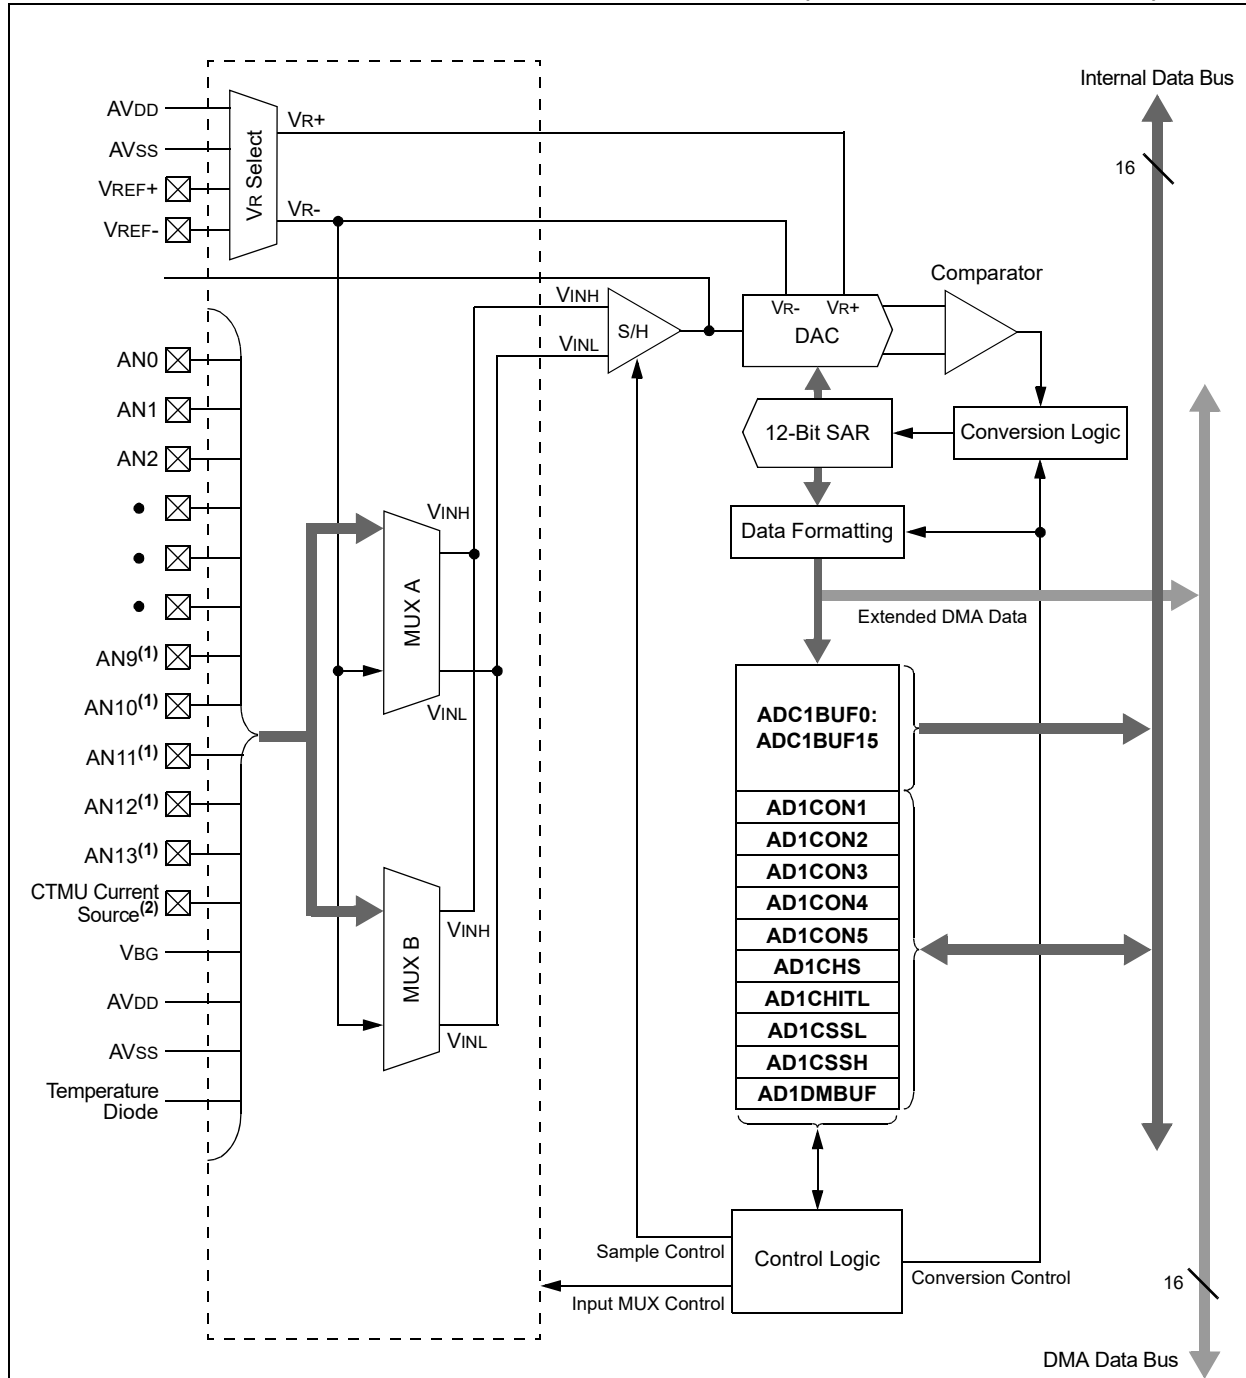 Internal Data Bus
AVDD
AVSS
VREF+
VREF-
VR Select
VR+
VR-
16
Comparator
VINH
VINL
S/H
VR- VR+
DAC
AN0
AN1
AN2
•
•
•
AN9(1)
AN10(1)
AN11(1)
AN12(1)
AN13(1)
CTMU Current
Source(2)
VBG
AVDD
AVSS
Temperature
Diode
VINH
MUX A
VINL
MUX B
VINH
VINL
12-Bit SAR
Conversion Logic
Data Formatting
Extended DMA Data
ADC1BUF0:
ADC1BUF15
AD1CON1
AD1CON2
AD1CON3
AD1CON4
AD1CON5
AD1CHS
AD1CHITL
AD1CSSL
AD1CSSH
AD1DMBUF
Sample Control
Control Logic
Conversion Control
Input MUX Control
16
DMA Data Bus